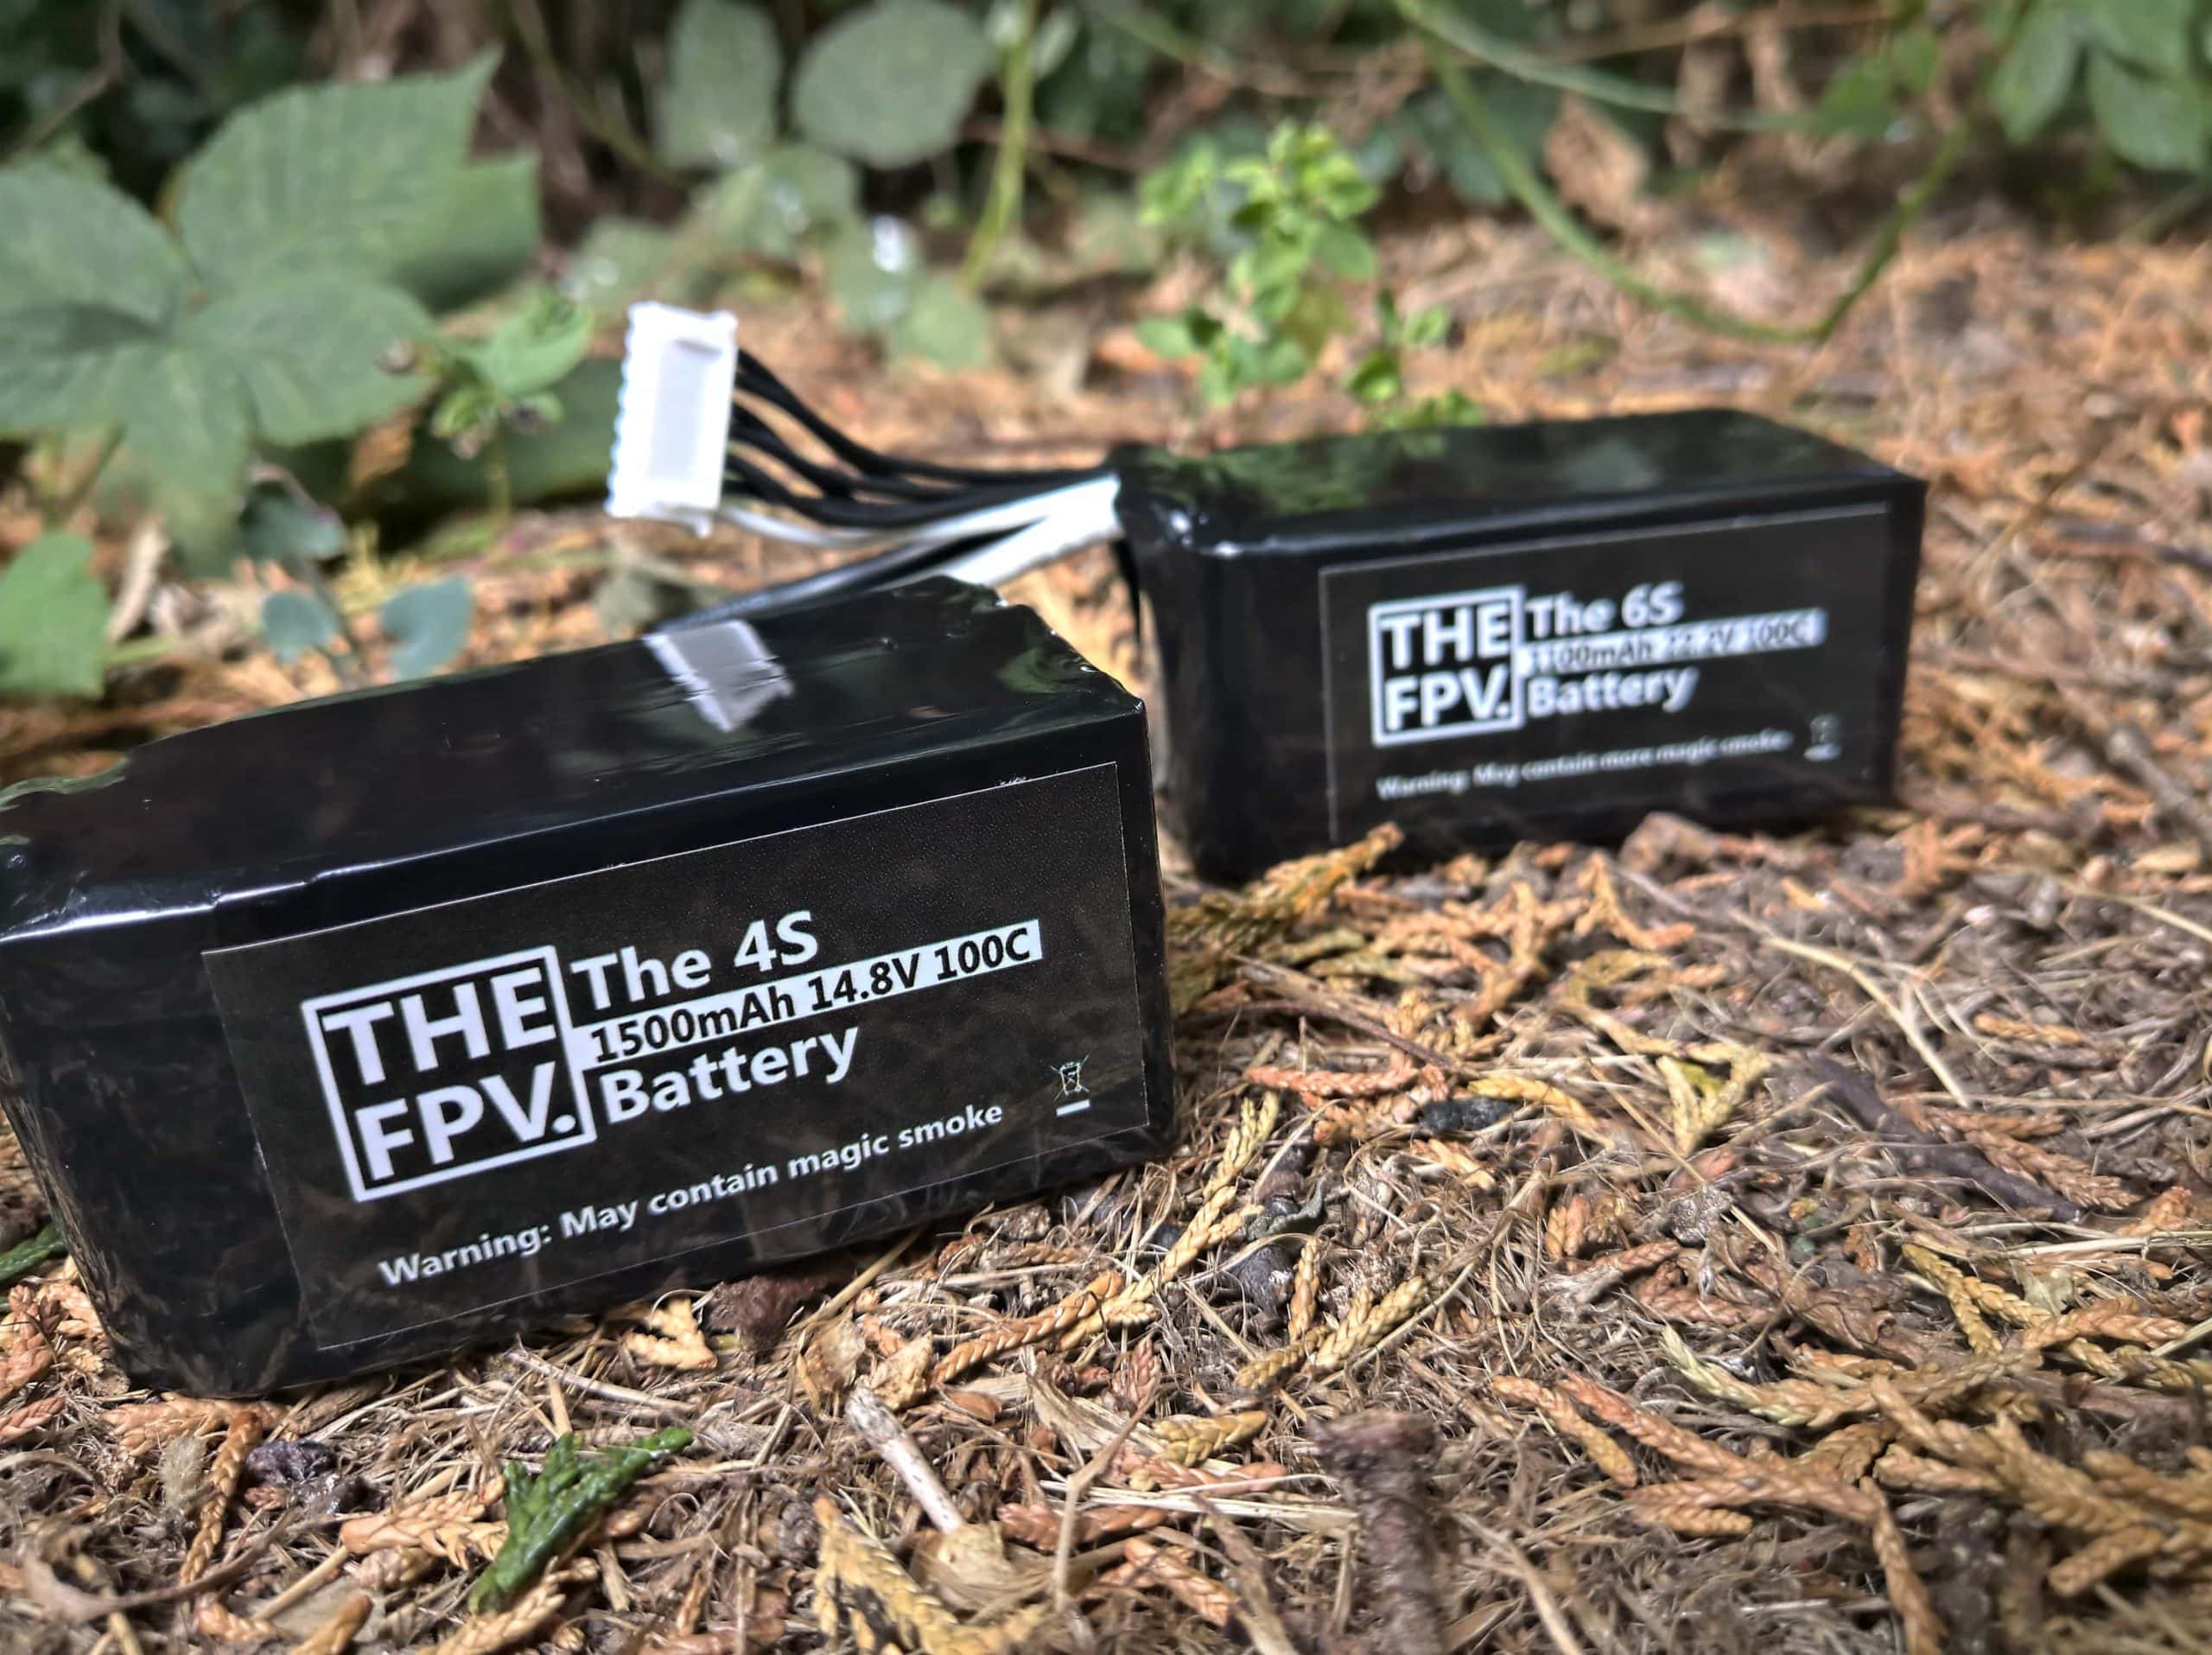 THE
FPV.
The 4S
1500mAh 14.8V 100C
Battery
Warning: May contain magic smoke
THE
FPV.
The 6S
1100mAh 22.2V 100C
Battery
Warning: May contain more magic smoke